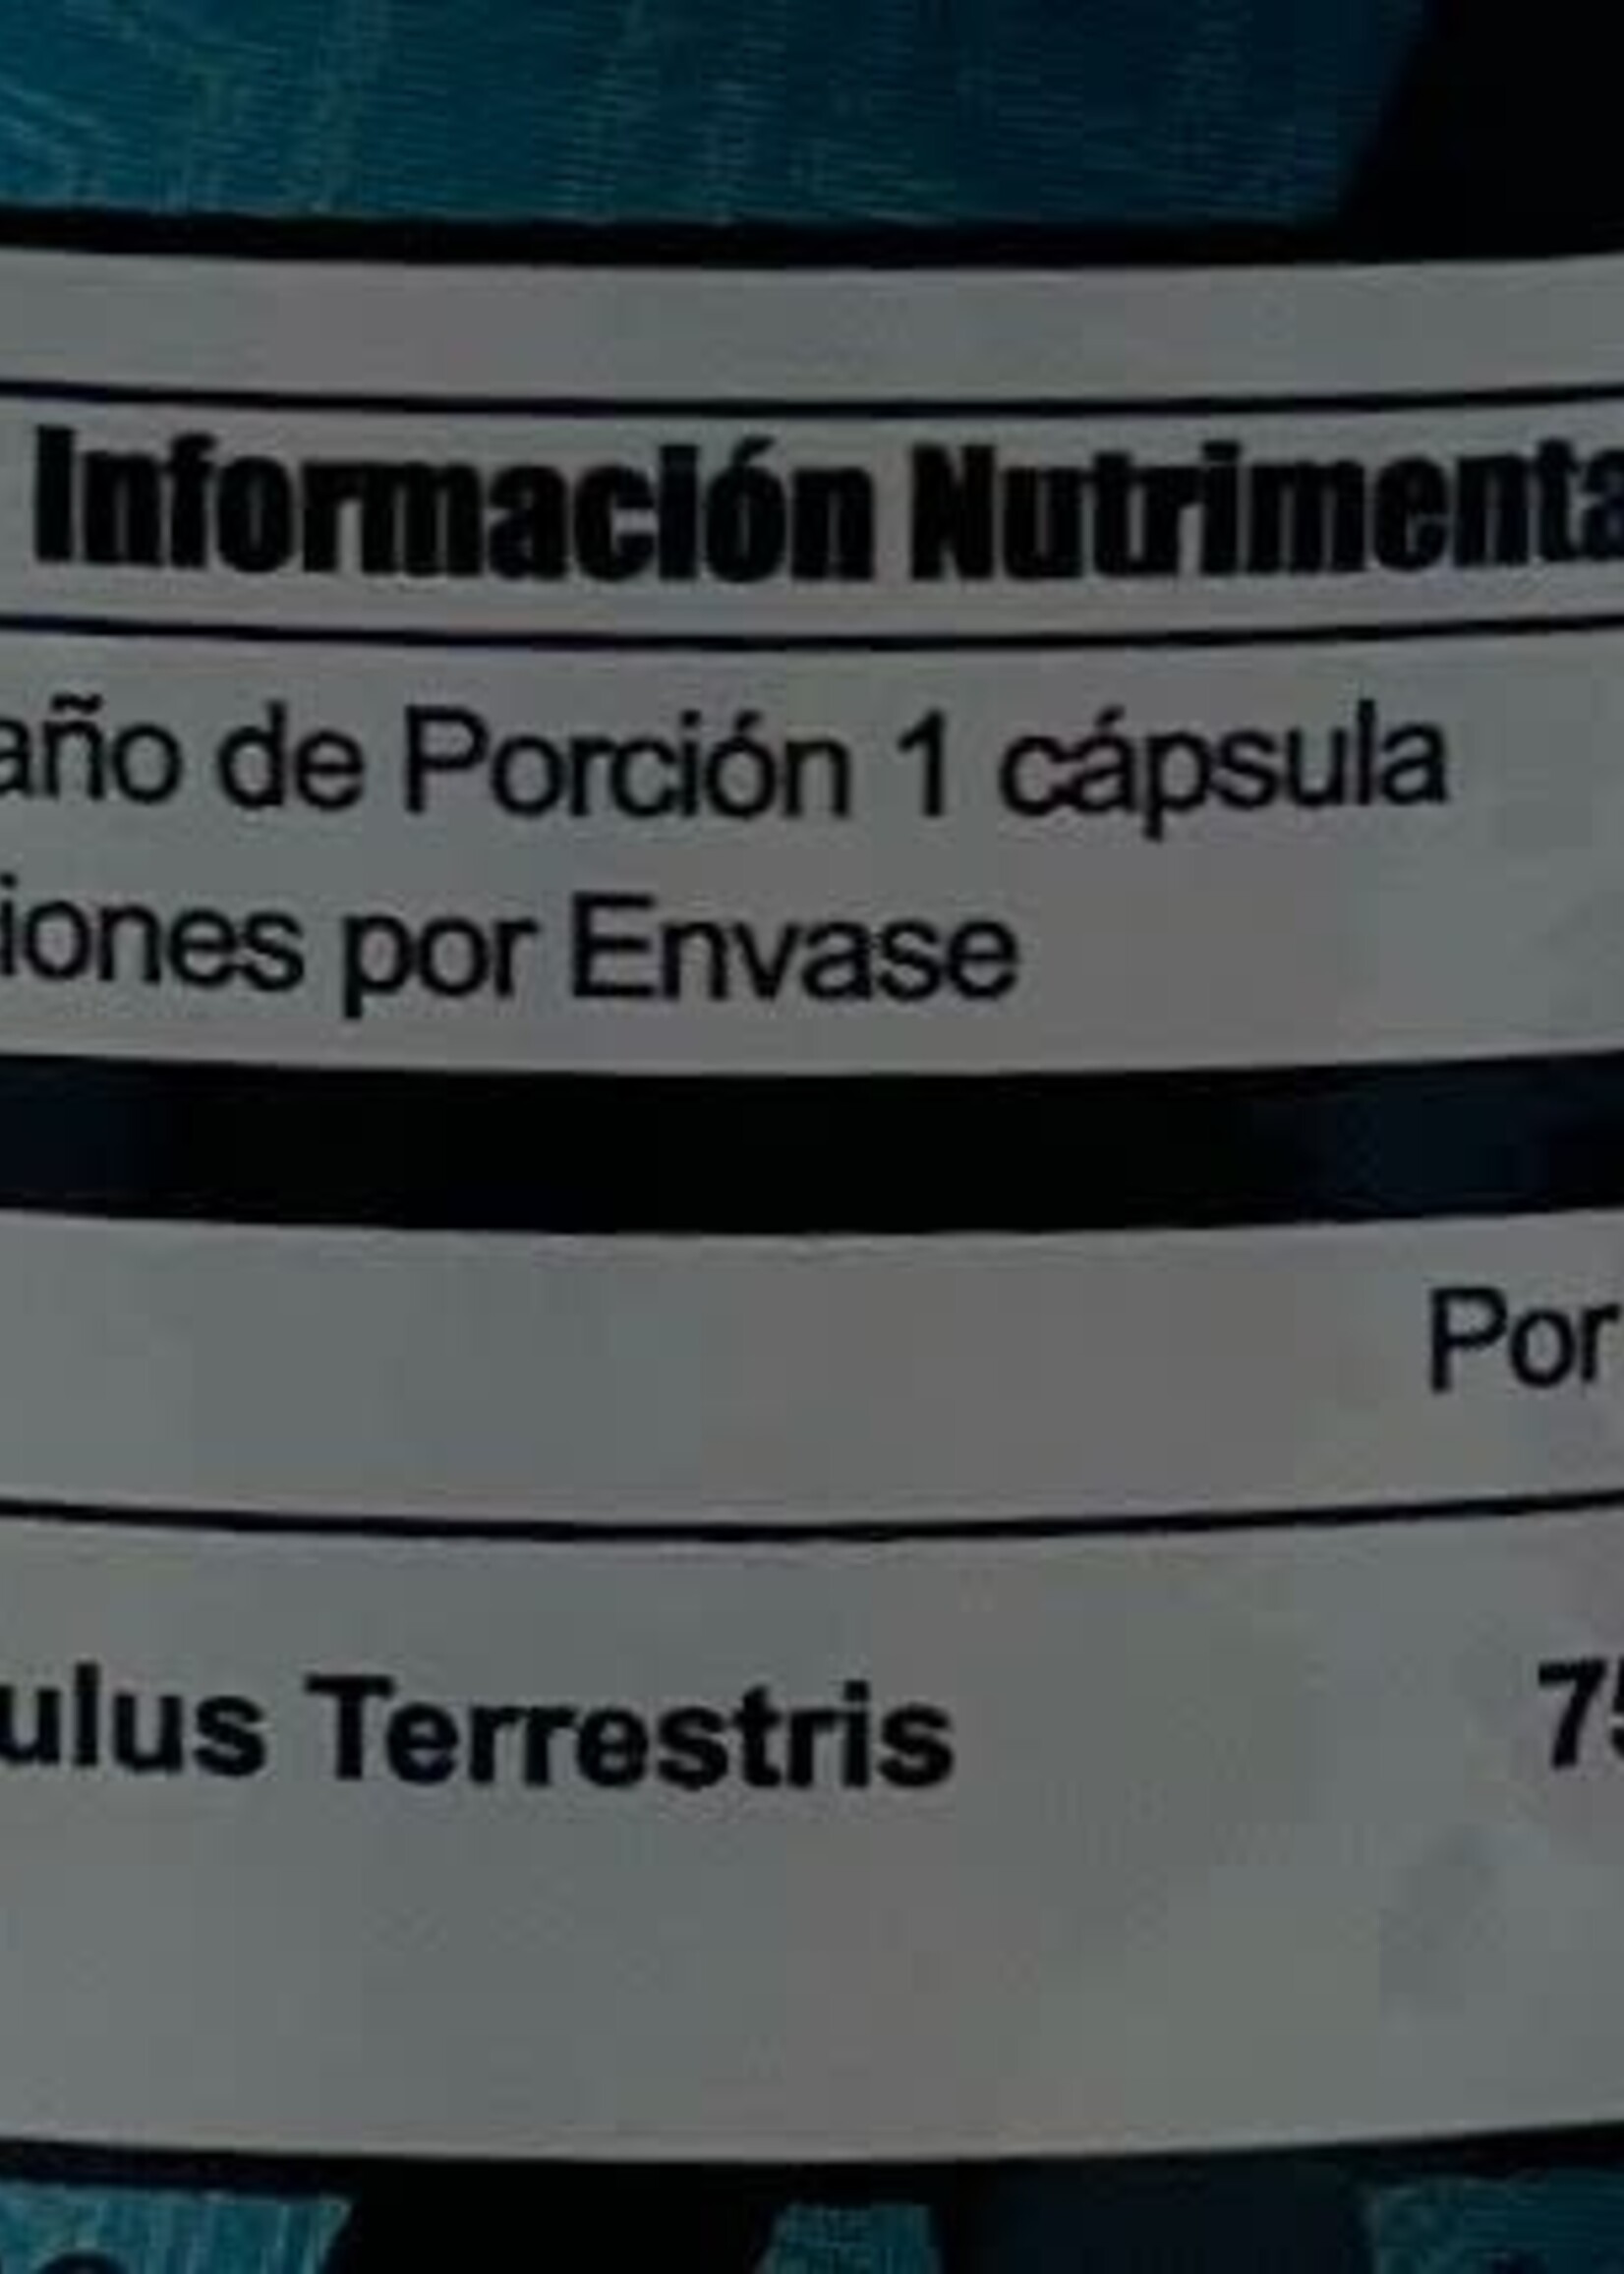 Información Nutrimenta
año de Porción 1 cápsula
iones por Envase
Por
ulus Terrestris 75